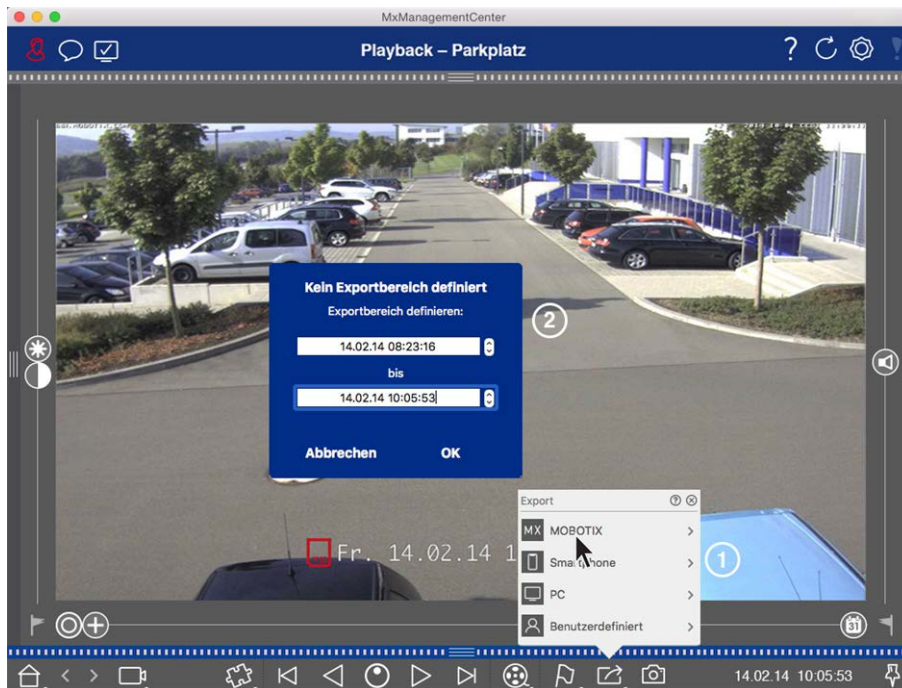 MxManagementCenter
Playback – Parkplatz
?
Kein Exportbereich definiert
Exportbereich definieren:
14.02.14 08:23:16
bis
14.02.14 10:05:53
Abbrechen OK
2
Export
MX MOBOTIX
Smartphone
PC
Benutzerdefiniert
1
Fr. 14.02.14 1
31
14.02.14 10:05:53